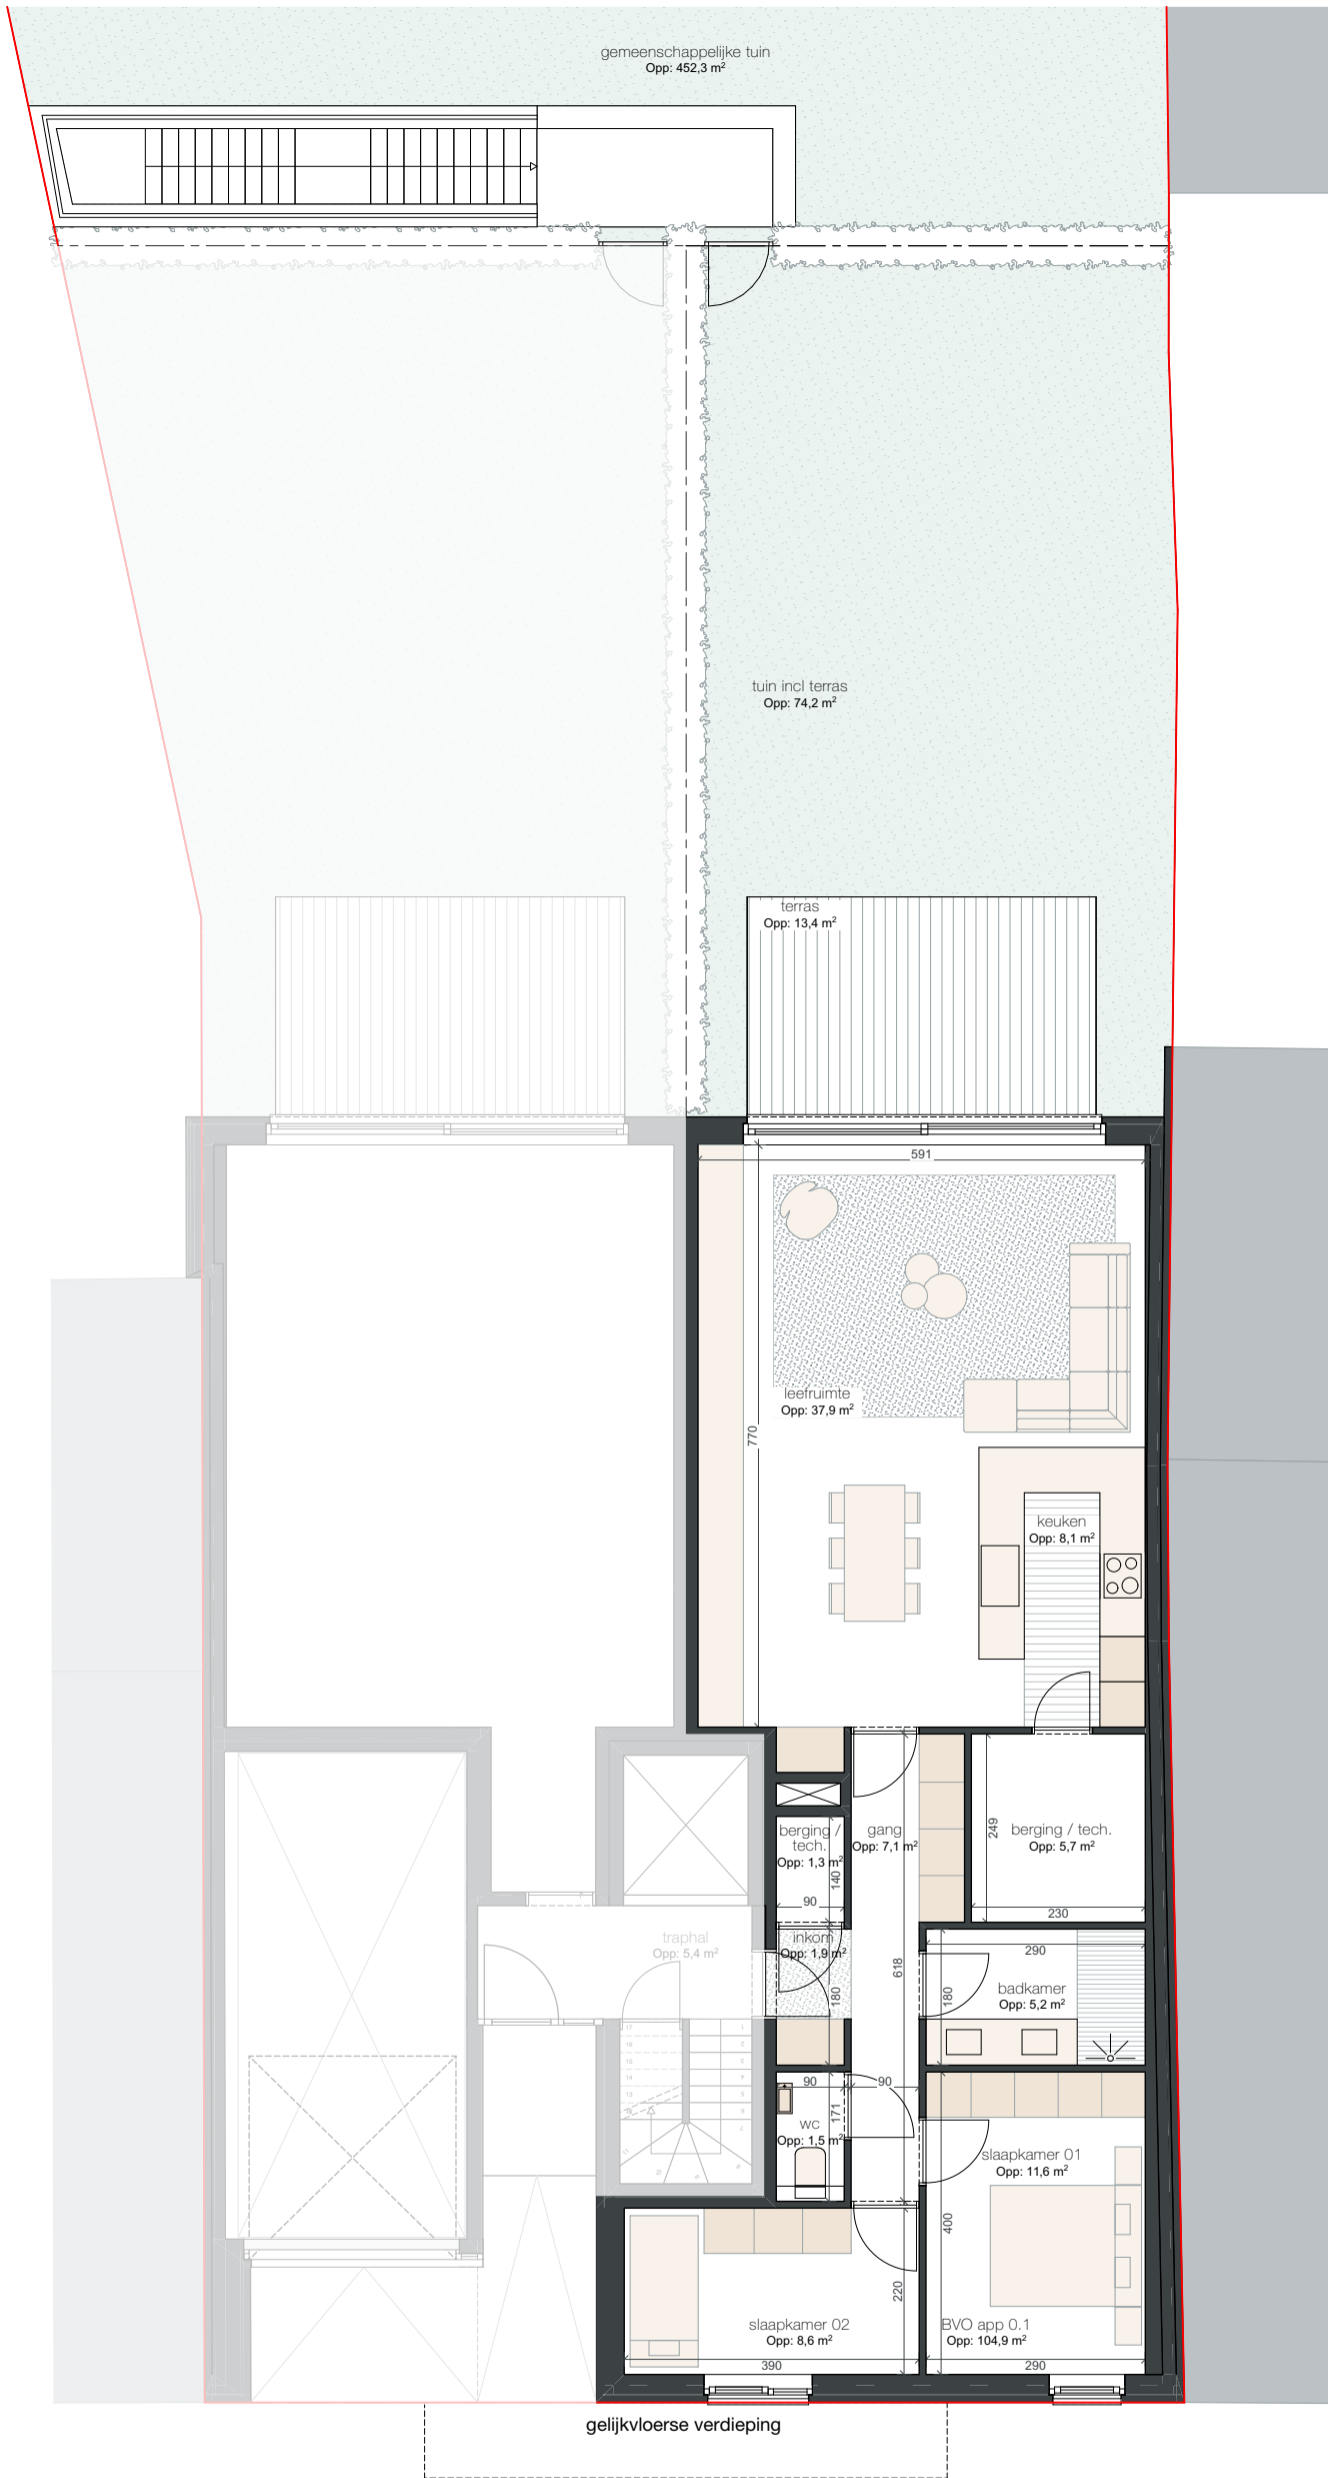 gemeenschappelijke tuin
Opp: 452,3 m²
tuin incl terras
Opp: 74,2 m²
terras
Opp: 13,4 m²
591
770
leefruimte
Opp: 37,9 m²
keuken
Opp: 8,1 m²
berging /
tech.
Opp: 1,3 m²
140
90
gang
Opp: 7,1 m²
249
berging / tech.
Opp: 5,7 m²
230
traphal
Opp: 5,4 m²
inkom
Opp: 1,9 m²
180
618
290
180
badkamer
Opp: 5,2 m²
90
90
171
wc
Opp: 1,5 m²
slaapkamer 01
Opp: 11,6 m²
400
220
slaapkamer 02
Opp: 8,6 m²
390
BVO app 0.1
Opp: 104,9 m²
290
gelijkvloerse verdieping